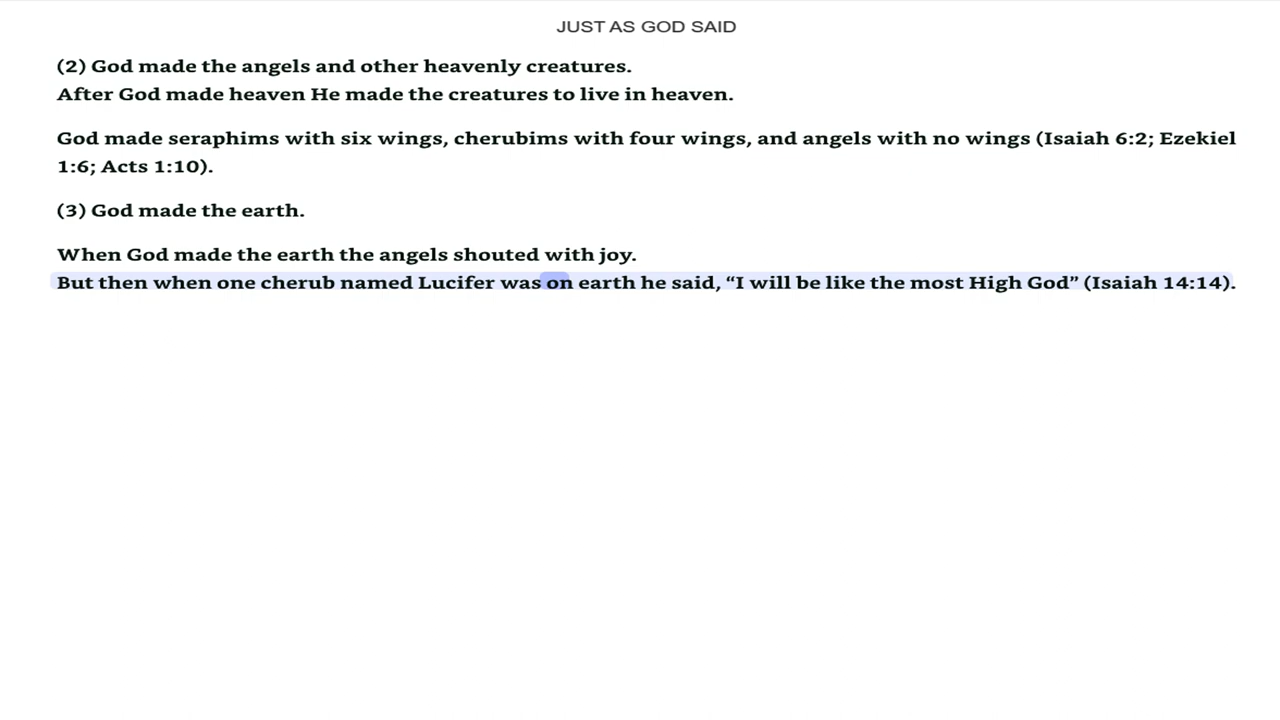 JUST AS GOD SAID
(2) God made the angels and other heavenly creatures.
After God made heaven He made the creatures to live in heaven.
God made seraphims with six wings, cherubims with four wings, and angels with no wings (Isaiah 6:2; Ezekiel
1:6; Acts 1:10).
(3) God made the earth.
When God made the earth the angels shouted with joy.
But then when one cherub named Lucifer was on earth he said, “I will be like the most High God” (Isaiah 14:14).